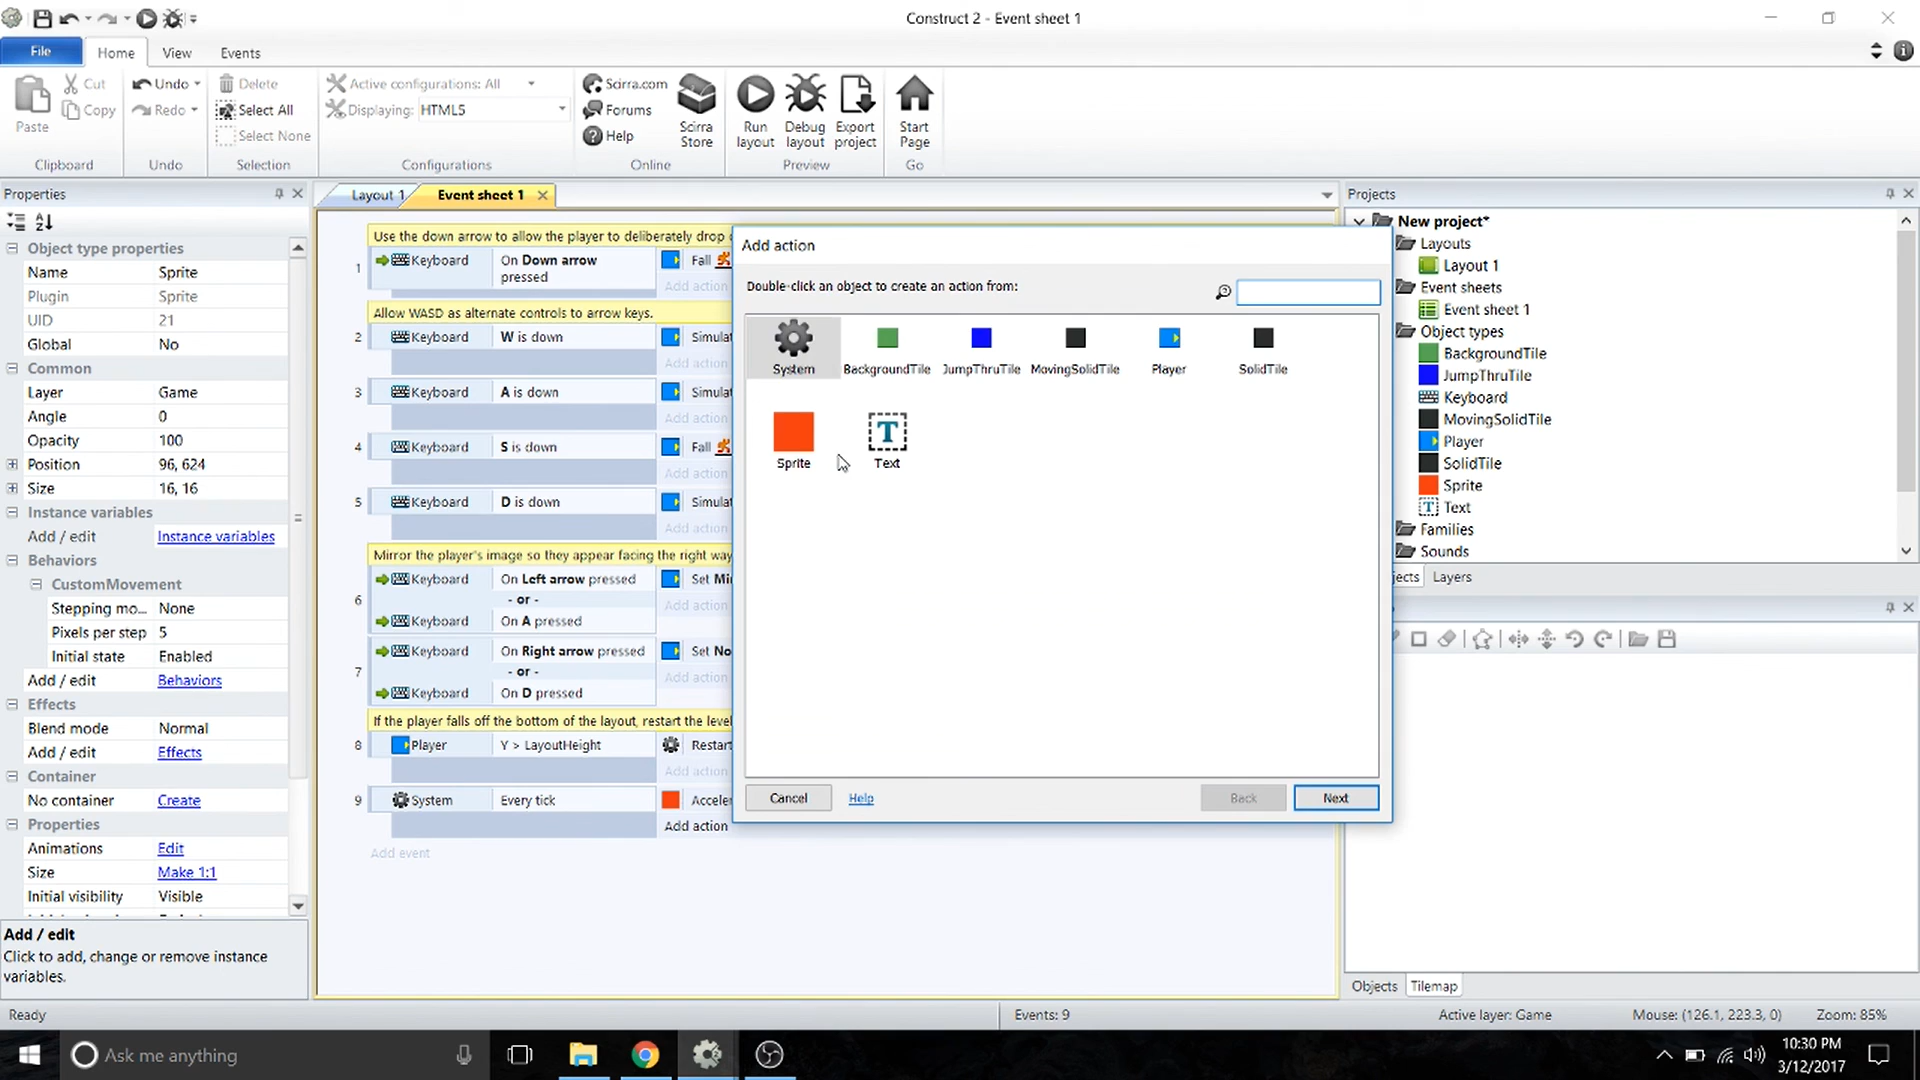 Construct 2 - Event sheet 1
File Home View Events
Paste
Cut
Copy
Clipboard
Undo
Redo
Undo
Delete
Select All
Select None
Selection
Active configurations: All
Displaying: HTML5
Configurations
Scirra.com
Forums
Help
Scirra Store
Online
Run layout
Debug layout
Export project
Preview
Start Page
Go
Properties
Object type properties
Name Sprite
Plugin Sprite
UID 21
Global No
Common
Layer Game
Angle 0
Opacity 100
Position 96, 624
Size 16, 16
Instance variables
Add / edit Instance variables
Behaviors
CustomMovement
Stepping mo... None
Pixels per step 5
Initial state Enabled
Add / edit Behaviors
Effects
Blend mode Normal
Add / edit Effects
Container
No container Create
Properties
Animations Edit
Size Make 1:1
Initial visibility Visible
Add / edit
Click to add, change or remove instance
variables.
Layout 1 Event sheet 1
Use the down arrow to allow the player to deliberately drop
1 Keyboard On Down arrow pressed Fall
Add action
Allow WASD as alternate controls to arrow keys.
2 Keyboard W is down Simulat
Add action
3 Keyboard A is down Simulat
Add action
4 Keyboard S is down Fall
Add action
5 Keyboard D is down Simulat
Add action
Mirror the player's image so they appear facing the right way
6 Keyboard On Left arrow pressed Set Mi
- or - Add action
Keyboard On A pressed
7 Keyboard On Right arrow pressed Set No
- or - Add action
Keyboard On D pressed
If the player falls off the bottom of the layout, restart the leve
8 Player Y > LayoutHeight Restart
Add action
9 System Every tick Acceler
Add action
Add event
Add action
Double-click an object to create an action from:
System BackgroundTile JumpThruTile MovingSolidTile Player SolidTile
Sprite Text
T
Cancel Help Back Next
Projects
New project*
Layouts
Layout 1
Event sheets
Event sheet 1
Object types
BackgroundTile
JumpThruTile
Keyboard
MovingSolidTile
Player
SolidTile
Sprite
Text
Families
Sounds
jects Layers
Objects Tilemap
Ready Events: 9 Active layer: Game Mouse: (126.1, 223.3, 0) Zoom: 85%
Ask me anything
10:30 PM
3/12/2017